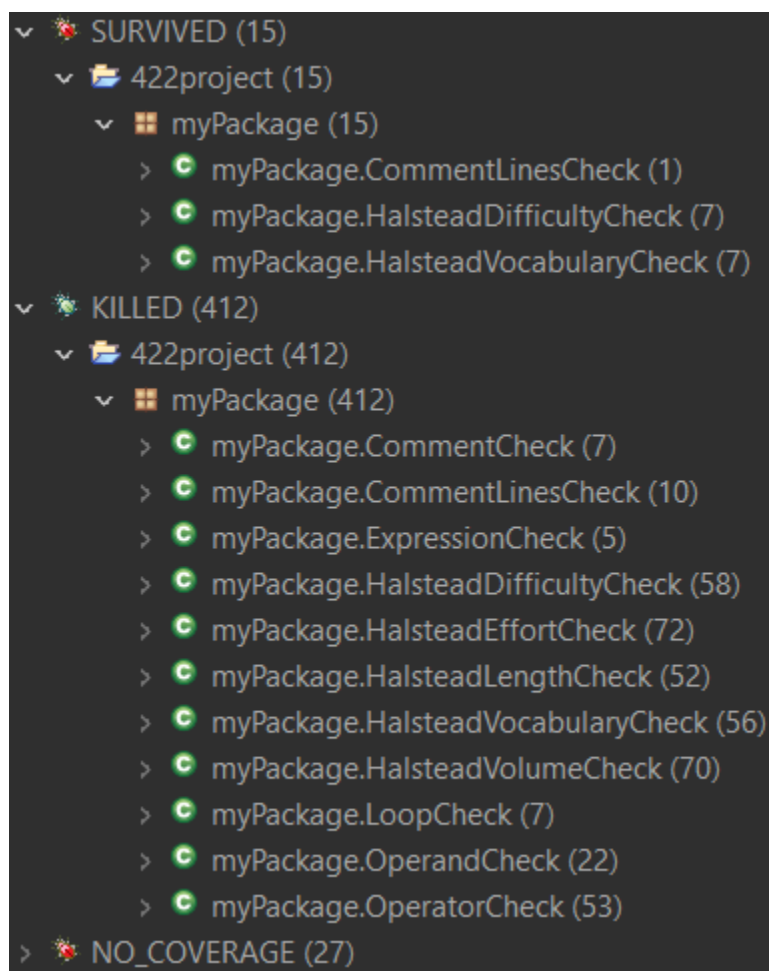 SURVIVED (15)
422project (15)
myPackage (15)
myPackage.CommentLinesCheck (1)
myPackage.HalsteadDifficultyCheck (7)
myPackage.HalsteadVocabularyCheck (7)
KILLED (412)
422project (412)
myPackage (412)
myPackage.CommentCheck (7)
myPackage.CommentLinesCheck (10)
myPackage.ExpressionCheck (5)
myPackage.HalsteadDifficultyCheck (58)
myPackage.HalsteadEffortCheck (72)
myPackage.HalsteadLengthCheck (52)
myPackage.HalsteadVocabularyCheck (56)
myPackage.HalsteadVolumeCheck (70)
myPackage.LoopCheck (7)
myPackage.OperandCheck (22)
myPackage.OperatorCheck (53)
NO_COVERAGE (27)